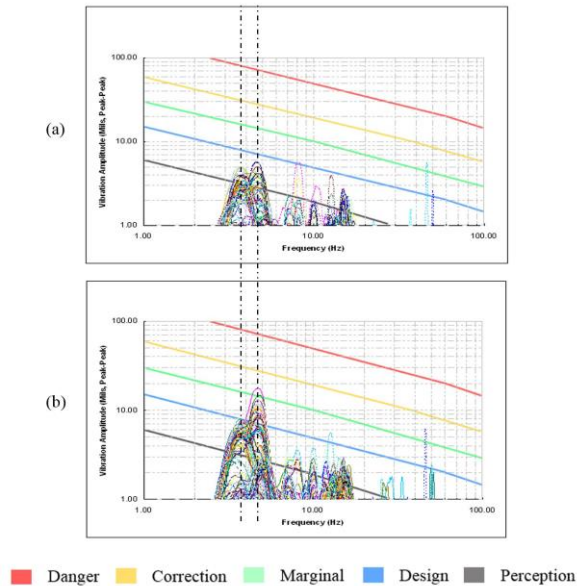 (a)
Vibration Amplitude (Mils, Peak-Peak)
100.00
10.00
1.00
1.00
10.00
100.00
Frequency (Hz)
(b)
Vibration Amplitude (Mils, Peak-Peak)
100.00
10.00
1.00
1.00
10.00
100.00
Frequency (Hz)
Danger Correction Marginal Design Perception